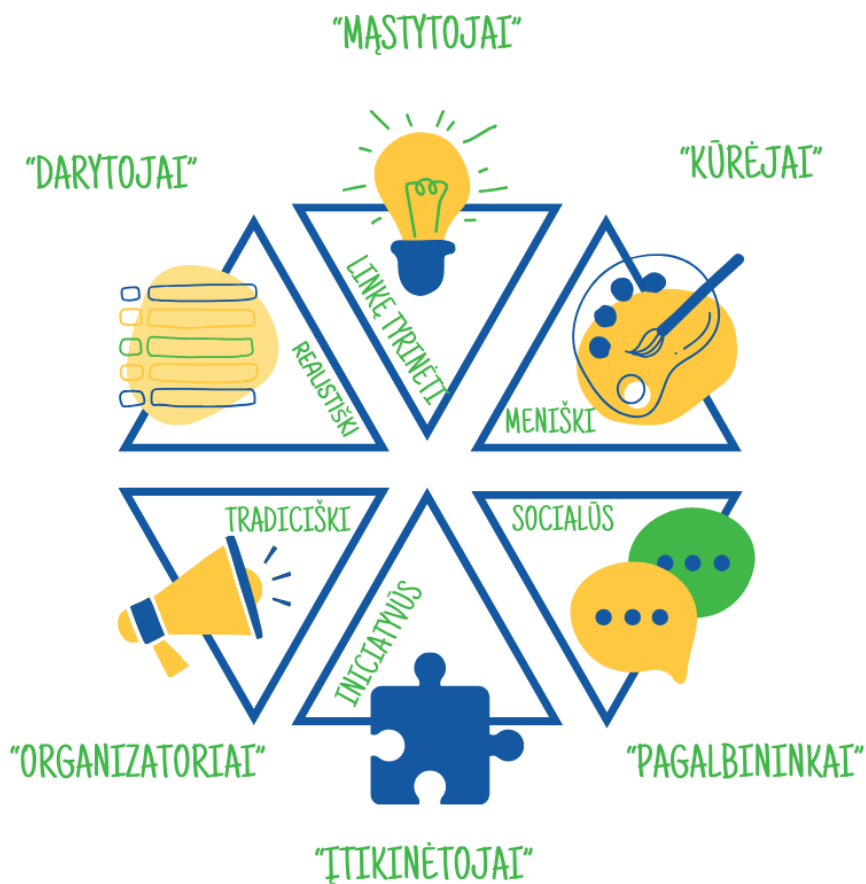 "MĄSTYTOJAI"
"DARYTOJAI"
"KŪRĖJAI"
LINKĘ TYRINĖTI
REALISTIŠKI
MENIŠKI
TRADICIŠKI
SOCIALŪS
INICIATYVŪS
"ORGANIZATORIAI"
"PAGALBININKAI"
"ĮTIKINĖTOJAI"